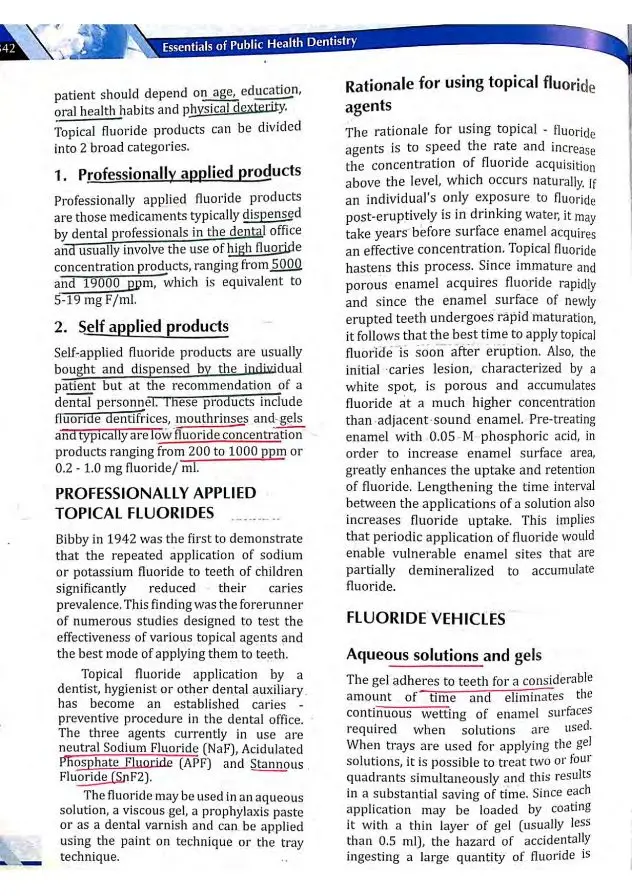 342
Essentials of Public Health Dentistry
patient should depend on age, education,
oral health habits and physical dexterity.
Topical fluoride products can be divided
into 2 broad categories.
1. Professionally applied products
Professionally applied fluoride products
are those medicaments typically dispensed
by dental professionals in the dental office
and usually involve the use of high fluoride
concentration products, ranging from 5000
and 19000 ppm, which is equivalent to
5-19 mg F/ml.
2. Self applied products
Self-applied fluoride products are usually
bought and dispensed by the individual
patient but at the recommendation of a
dental personnel. These products include
fluoride dentifrices, mouthrinses and gels
and typically are low fluoride concentration
products ranging from 200 to 1000 ppm or
0.2 - 1.0 mg fluoride/ ml.
PROFESSIONALLY APPLIED
TOPICAL FLUORIDES
Bibby in 1942 was the first to demonstrate
that the repeated application of sodium
or potassium fluoride to teeth of children
significantly reduced their caries
prevalence. This finding was the forerunner
of numerous studies designed to test the
effectiveness of various topical agents and
the best mode of applying them to teeth.
Topical fluoride application by a
dentist, hygienist or other dental auxiliary
has become an established caries -
preventive procedure in the dental office.
The three agents currently in use are
neutral Sodium Fluoride (NaF), Acidulated
Phosphate Fluoride (APF) and Stannous
Fluoride (SnF2).
The fluoride may be used in an aqueous
solution, a viscous gel, a prophylaxis paste
or as a dental varnish and can be applied
using the paint on technique or the tray
technique.
Rationale for using topical fluoride
agents
The rationale for using topical - fluoride
agents is to speed the rate and increase
the concentration of fluoride acquisition
above the level, which occurs naturally. If
an individual's only exposure to fluoride
post-eruptively is in drinking water, it may
take years before surface enamel acquires
an effective concentration. Topical fluoride
hastens this process. Since immature and
porous enamel acquires fluoride rapidly
and since the enamel surface of newly
erupted teeth undergoes rapid maturation,
it follows that the best time to apply topical
fluoride is soon after eruption. Also, the
initial caries lesion, characterized by a
white spot, is porous and accumulates
fluoride at a much higher concentration
than adjacent sound enamel. Pre-treating
enamel with 0.05 M phosphoric acid, in
order to increase enamel surface area,
greatly enhances the uptake and retention
of fluoride. Lengthening the time interval
between the applications of a solution also
increases fluoride uptake. This implies
that periodic application of fluoride would
enable vulnerable enamel sites that are
partially demineralized to accumulate
fluoride.
FLUORIDE VEHICLES
Aqueous solutions and gels
The gel adheres to teeth for a considerable
amount of time and eliminates the
continuous wetting of enamel surfaces
required when solutions are used.
When trays are used for applying the gel
solutions, it is possible to treat two or four
quadrants simultaneously and this results
in a substantial saving of time. Since each
application may be loaded by coating
it with a thin layer of gel (usually less
than 0.5 ml), the hazard of accidentally
ingesting a large quantity of fluoride is